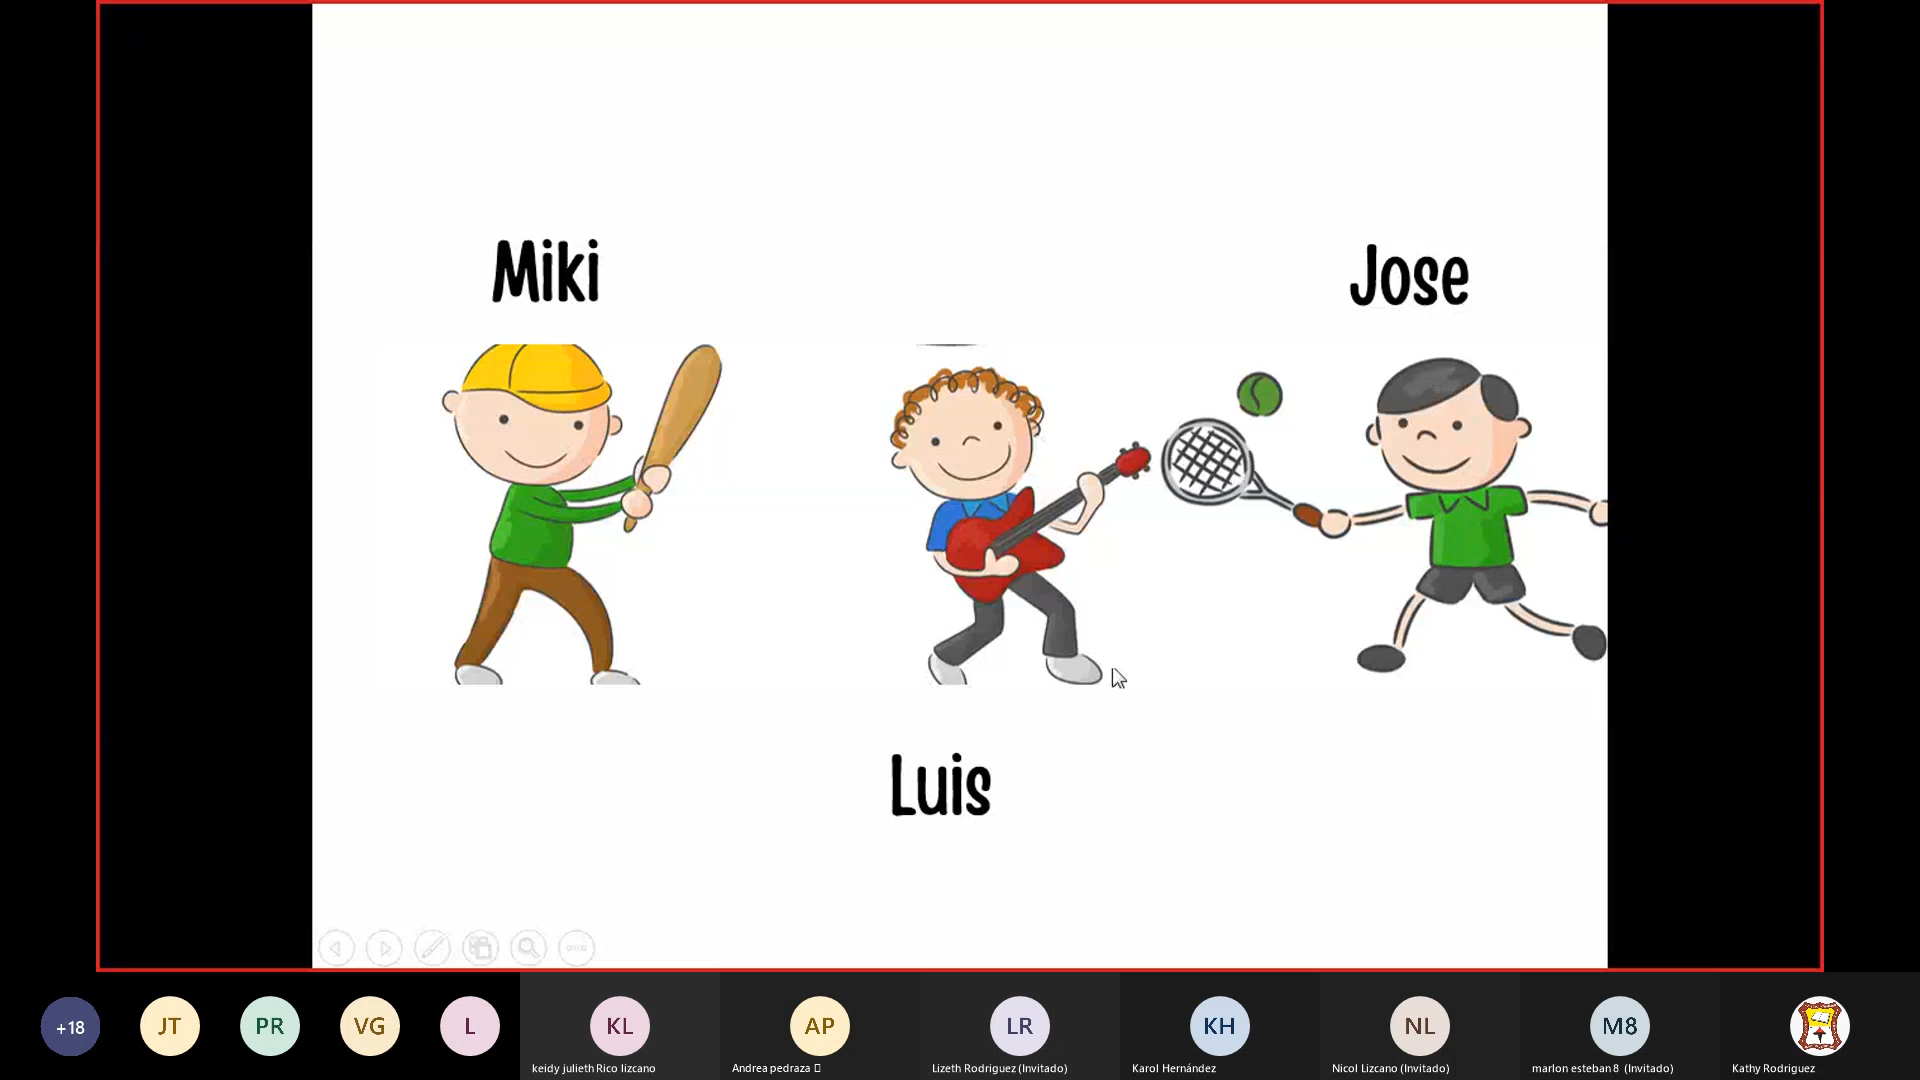 Miki
Jose
Luis
+18
JT
PR
VG
L
KL
AP
LR
KH
NL
M8
keidy julieth Rico lizcano
Andrea pedraza
Lizeth Rodriguez (Invitado)
Karol Hernández
Nicol Lizcano (Invitado)
marlon esteban 8 (Invitado)
Kathy Rodriguez